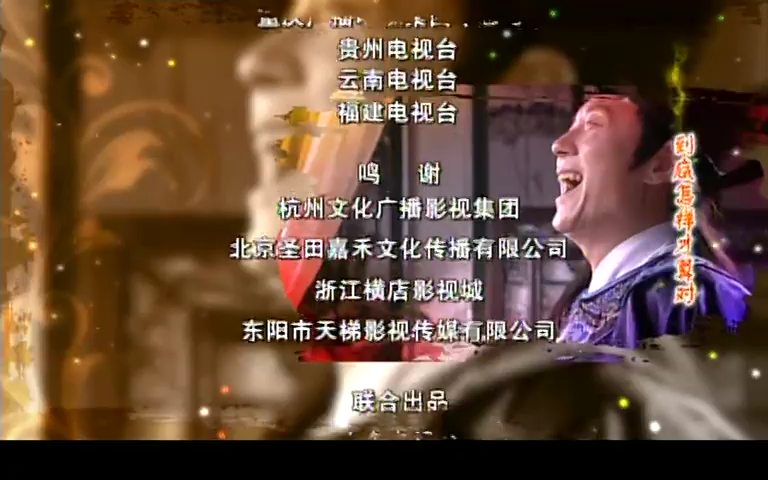 贵州电视台
云南电视台
福建电视台
鸣 谢
杭州文化广播影视集团
北京圣田嘉禾文化传播有限公司
浙江横店影视城
东阳市天梯影视传媒有限公司
联合出品
到底怎样才算对